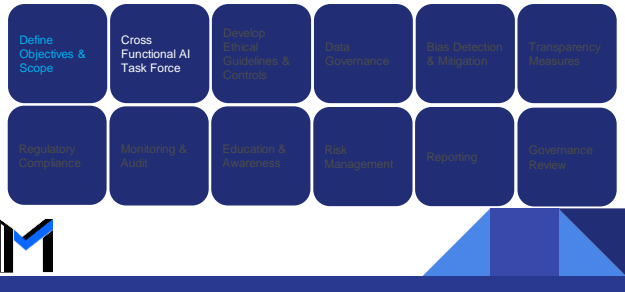 Define
Objectives &
Scope
Cross
Functional AI
Task Force
Develop
Ethical
Guidelines &
Controls
Data
Governance
Bias Detection
& Mitigation
Transparency
Measures
Regulatory
Compliance
Monitoring &
Audit
Education &
Awareness
Risk
Management
Reporting
Governance
Review